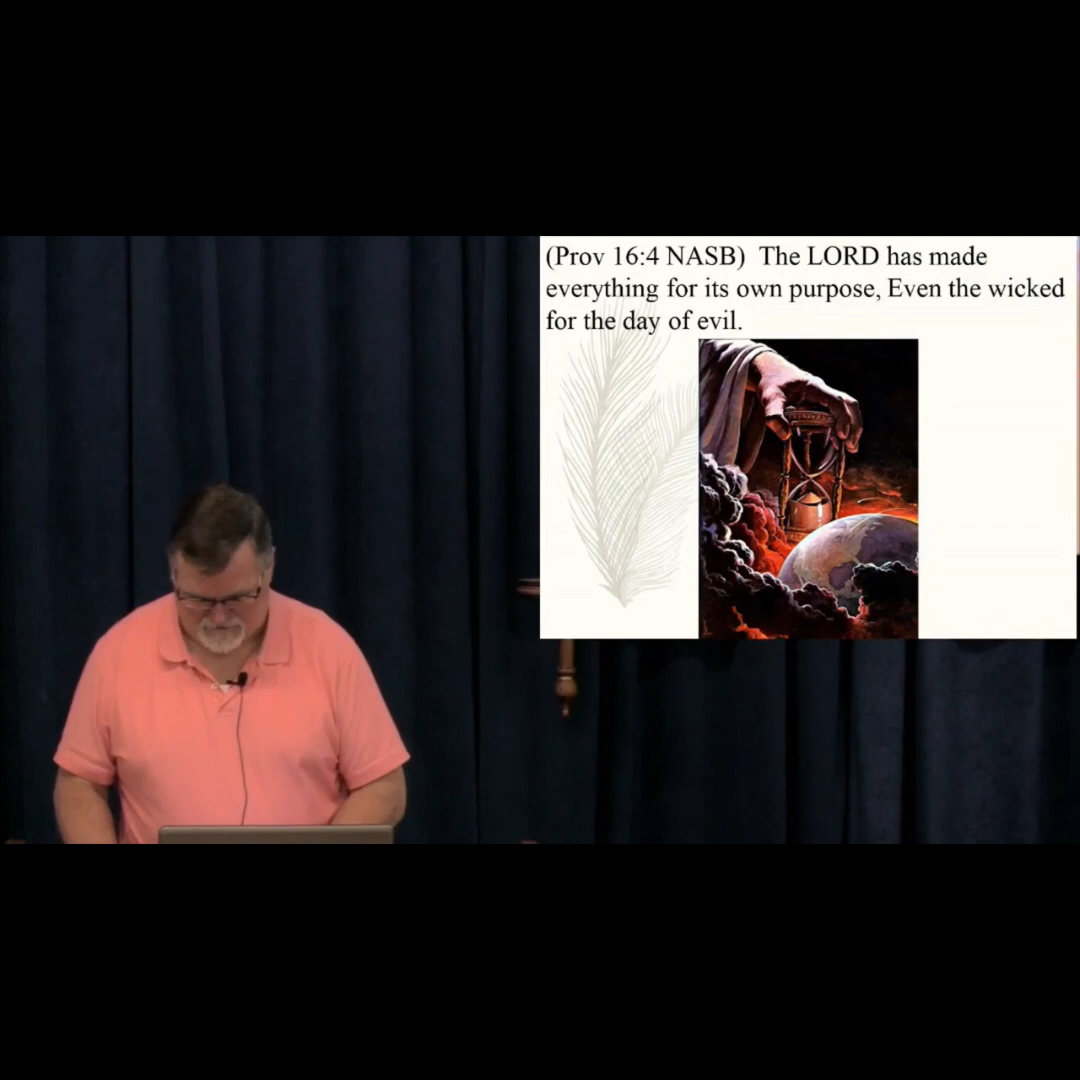 (Prov 16:4 NASB)  The LORD has made
everything for its own purpose, Even the wicked
for the day of evil.